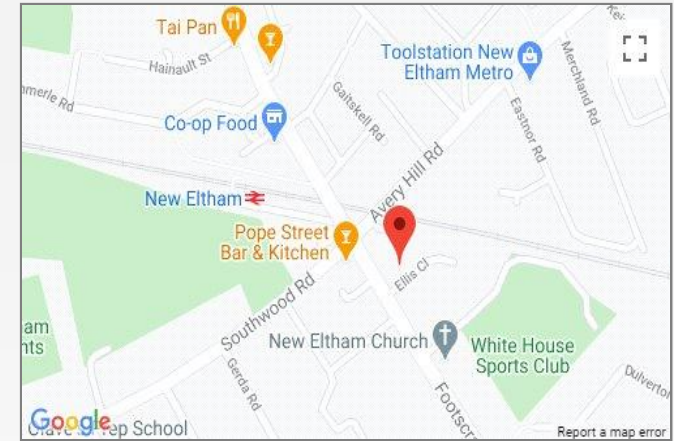 Tai Pan
Hainault St
Toolstation New
Eltham Metro
Merchland Rd
Gaitskell Rd
Eastnor Rd
Co-op Food
Avery Hill Rd
New Eltham
Pope Street
Bar & Kitchen
Ellis Cl
Southwood Rd
New Eltham Church
White House
Sports Club
Gerda Rd
Google
ep School
Report a map error